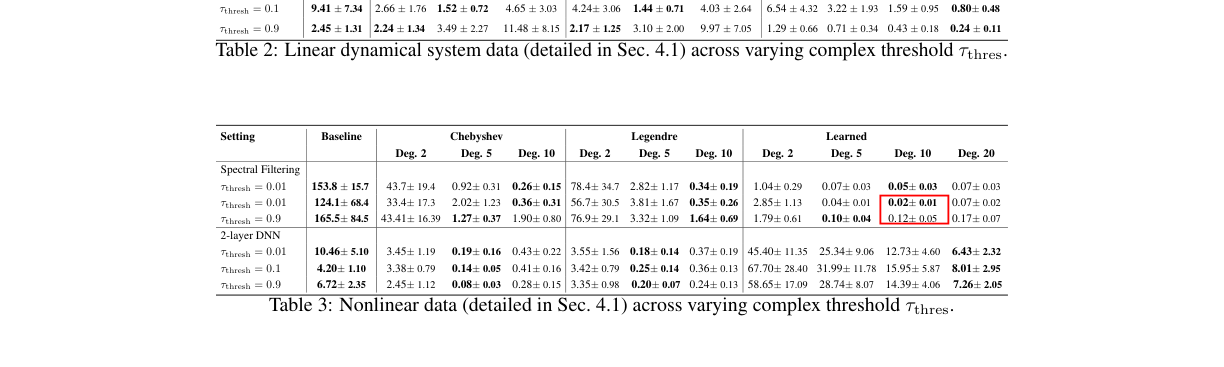 τthresh = 0.1 9.41 ± 7.34 2.66 ± 1.76 1.52 ± 0.72 4.65 ± 3.03 4.24± 3.06 1.44 ± 0.71 4.03 ± 2.64 6.54 ± 4.32 3.22 ± 1.93 1.59 ± 0.95 0.80± 0.48
τthresh = 0.9 2.45 ± 1.31 2.24 ± 1.34 3.49 ± 2.27 11.48 ± 8.15 2.17 ± 1.25 3.10 ± 2.00 9.97 ± 7.05 1.29 ± 0.66 0.71 ± 0.34 0.43 ± 0.18 0.24 ± 0.11
Table 2: Linear dynamical system data (detailed in Sec. 4.1) across varying complex threshold τthres.
Setting Baseline Chebyshev Legendre Learned
Deg. 2 Deg. 5 Deg. 10 Deg. 2 Deg. 5 Deg. 10 Deg. 2 Deg. 5 Deg. 10 Deg. 20
Spectral Filtering
τthresh = 0.01 153.8 ± 15.7 43.7± 19.4 0.92± 0.31 0.26± 0.15 78.4± 34.7 2.82± 1.17 0.34± 0.19 1.04± 0.29 0.07± 0.03 0.05± 0.03 0.07± 0.03
τthresh = 0.01 124.1± 68.4 33.4± 17.3 2.02± 1.23 0.36± 0.31 56.7± 30.5 3.81± 1.67 0.35± 0.26 2.85± 1.13 0.04± 0.01 0.02± 0.01 0.07± 0.02
τthresh = 0.9 165.5± 84.5 43.41± 16.39 1.27± 0.37 1.90± 0.80 76.9± 29.1 3.32± 1.09 1.64± 0.69 1.79± 0.61 0.10± 0.04 0.12± 0.05 0.17± 0.07
2-layer DNN
τthresh = 0.01 10.46± 5.10 3.45± 1.19 0.19± 0.16 0.43± 0.22 3.55± 1.56 0.18± 0.14 0.37± 0.19 45.40± 11.35 25.34± 9.06 12.73± 4.60 6.43± 2.32
τthresh = 0.1 4.20± 1.10 3.38± 0.79 0.14± 0.05 0.41± 0.16 3.42± 0.79 0.25± 0.14 0.36± 0.13 67.70± 28.40 31.99± 11.78 15.95± 5.87 8.01± 2.95
τthresh = 0.9 6.72± 2.35 2.45± 1.12 0.08± 0.03 0.28± 0.15 3.35± 0.98 0.20± 0.07 0.24± 0.13 58.65± 17.09 28.74± 8.07 14.39± 4.06 7.26± 2.05
Table 3: Nonlinear data (detailed in Sec. 4.1) across varying complex threshold τthres.